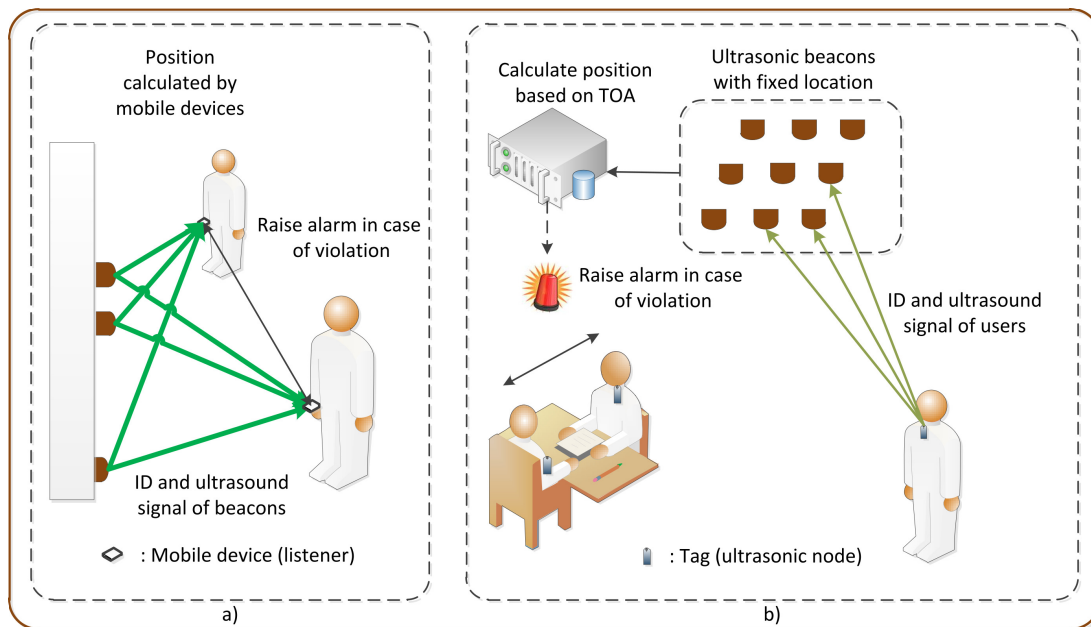 Position
calculated by
mobile devices
Raise alarm in case
of violation
ID and ultrasound
signal of beacons
: Mobile device (listener)
a)
Calculate position
based on TOA
Ultrasonic beacons
with fixed location
Raise alarm in case
of violation
ID and ultrasound
signal of users
: Tag (ultrasonic node)
b)